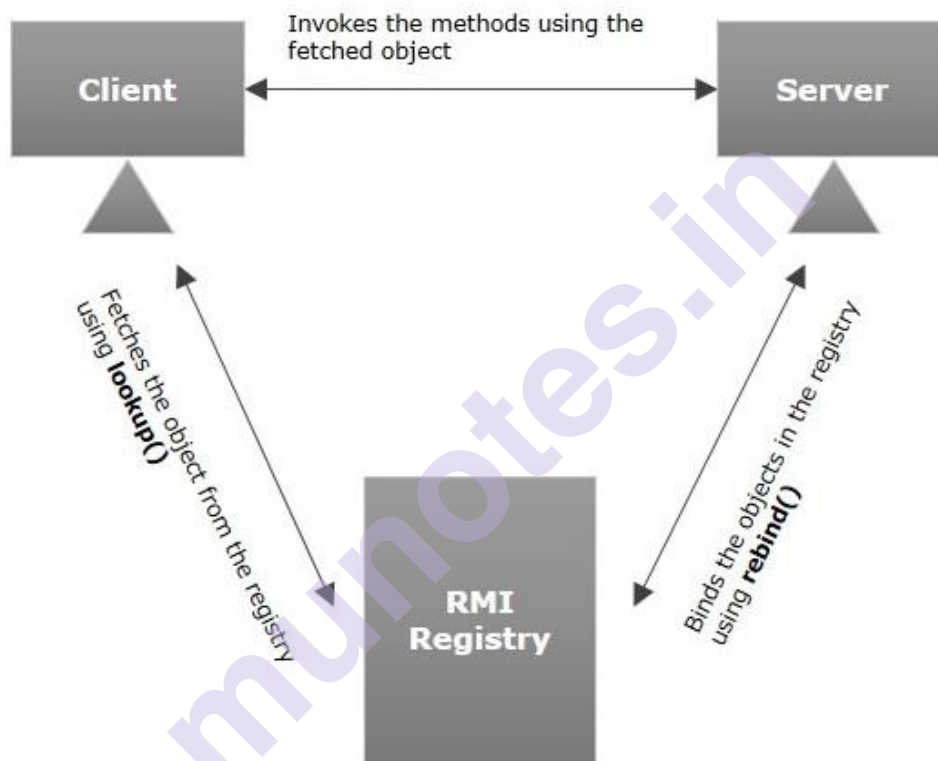 Invokes the methods using the
fetched object
Client
Server
Fetches the object from the registry
using lookup()
Binds the objects in the registry
using rebind()
RMI
Registry
munotes.in